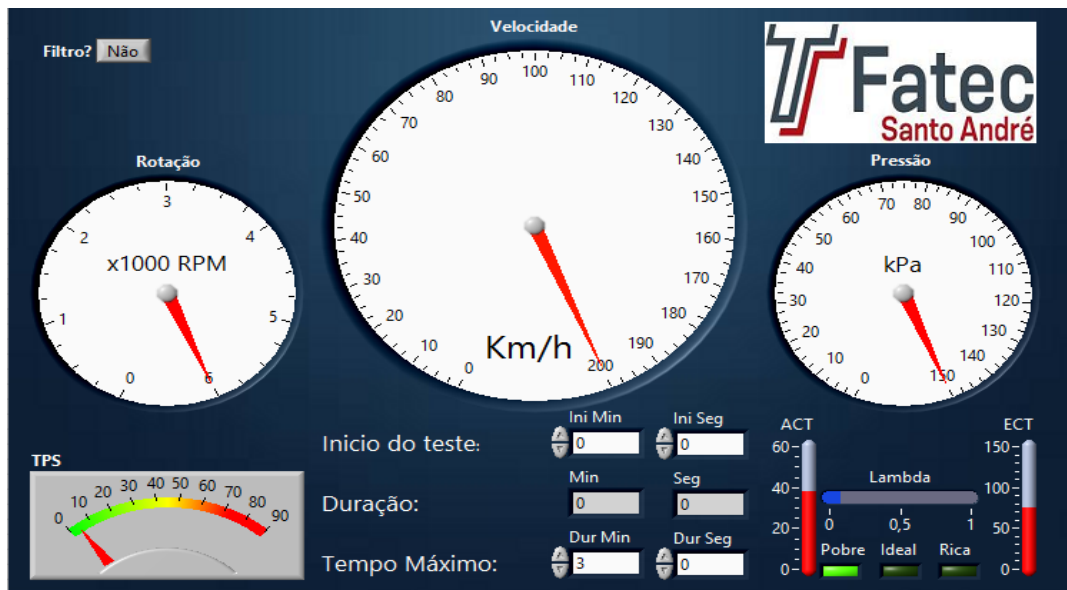 Filtro? Não
Velocidade
0 10 20 30 40 50 60 70 80 90 100 110 120 130 140 150 160 170 180 190 200
Km/h
Fatec
Santo André
Rotação
0 1 2 3 4 5 6
x1000 RPM
Pressão
0 10 20 30 40 50 60 70 80 90 100 110 120 130 140 150
kPa
TPS
0 10 20 30 40 50 60 70 80 90
Ini Min Ini Seg
Inicio do teste: 0 0
Min Seg
Duração: 0 0
Dur Min Dur Seg
Tempo Máximo: 3 0
ACT
60
40
20
0
Lambda
0 0,5 1
Pobre Ideal Rica
ECT
150
100
50
0